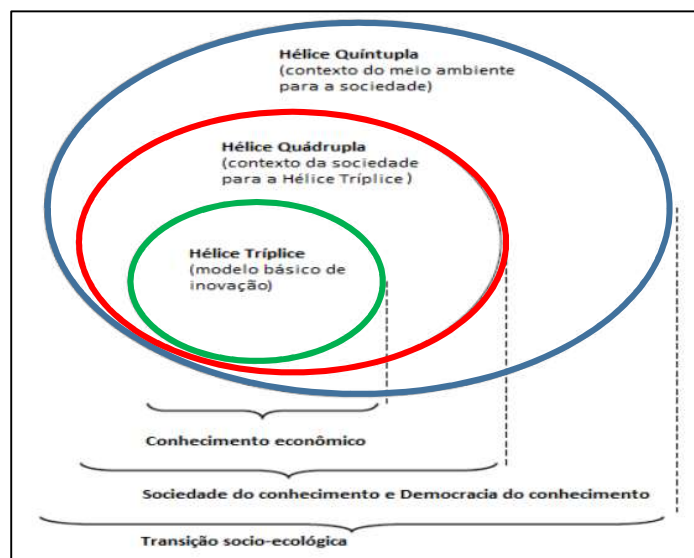 Hélice Quíntupla
(contexto do meio ambiente
para a sociedade)
Hélice Quádrupla
(contexto da sociedade
para a Hélice Tríplice )
Hélice Tríplice
(modelo básico de
inovação)
Conhecimento econômico
Sociedade do conhecimento e Democracia do conhecimento
Transição socio-ecológica